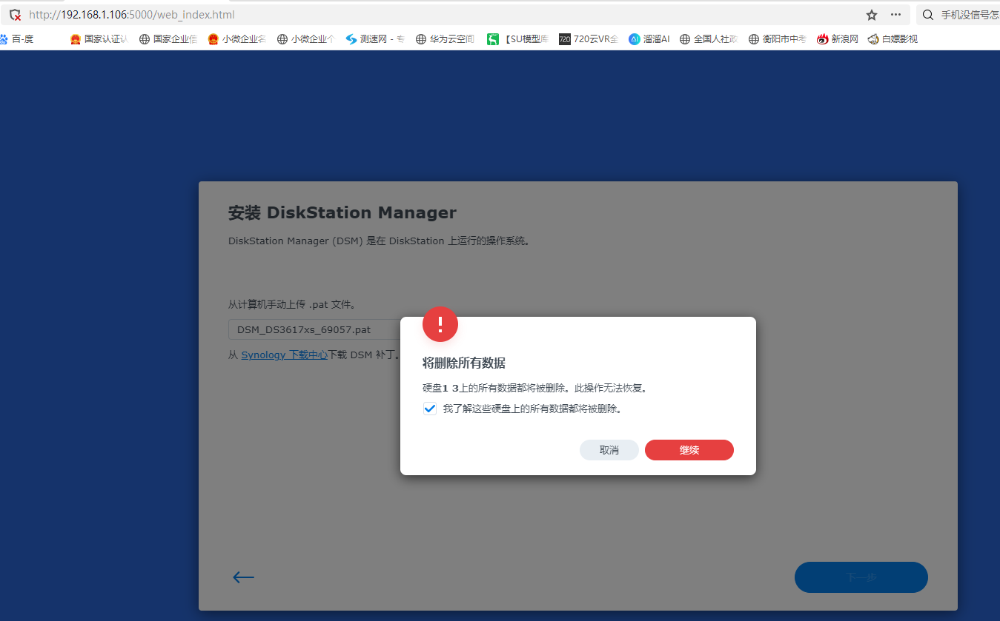 http://192.168.1.106:5000/web_index.html
手机没信号怎
百-度 国家认证认 国家企业信 小微企业名 小微企业个 测速网 - 专 华为云空间 【SU模型库 720云VR全 溜溜AI 全国人社政 衡阳市中考 新浪网 白嫖影视
安装 DiskStation Manager
DiskStation Manager (DSM) 是在 DiskStation 上运行的操作系统。
从计算机手动上传 .pat 文件。
DSM_DS3617xs_69057.pat
从 Synology 下载中心下载 DSM 补丁。
将删除所有数据
硬盘1 3上的所有数据都将被删除。此操作无法恢复。
我了解这些硬盘上的所有数据都将被删除。
取消
继续
下一步